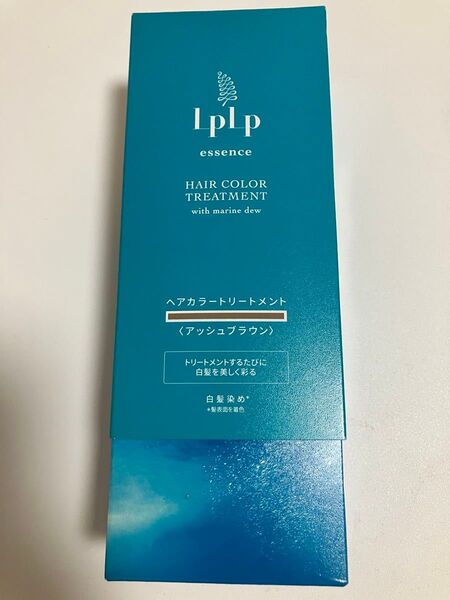 LpLp
essence
HAIR COLOR
TREATMENT
with marine dew
ヘアカラートリートメント
〈アッシュブラウン〉
トリートメントするたびに
白髪を美しく彩る
白髪染め*
*髪表面を着色